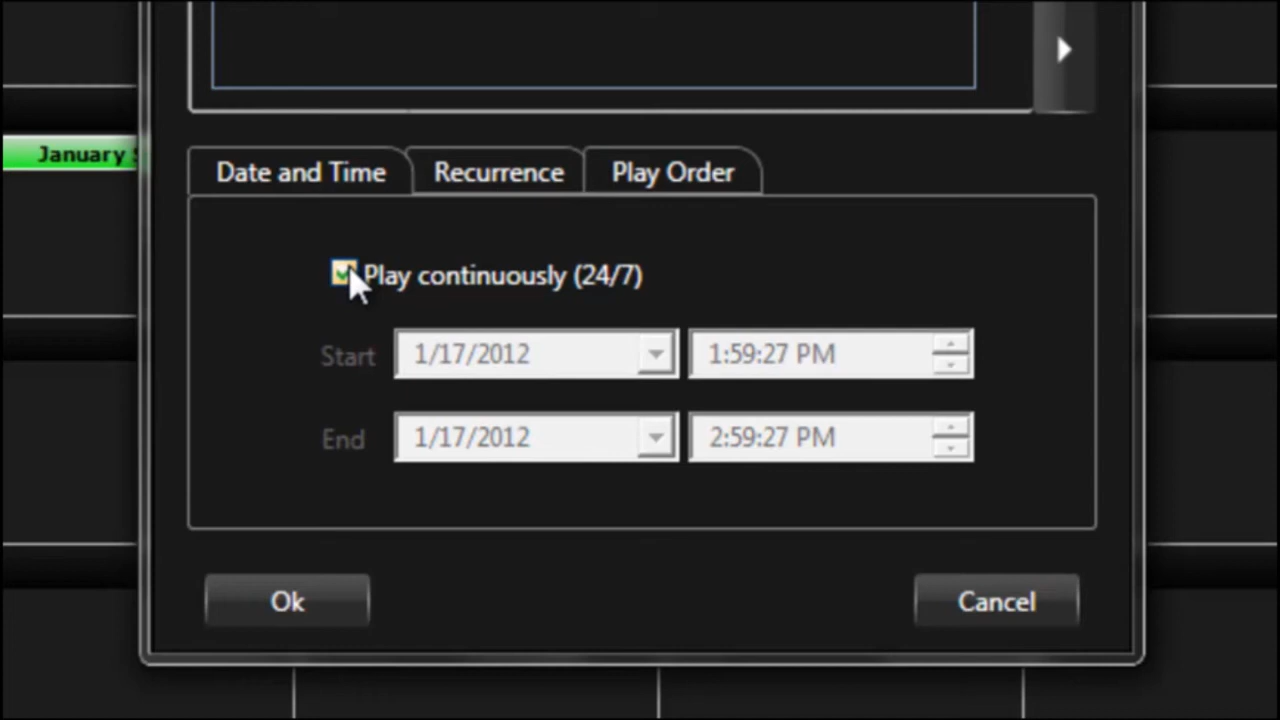 January
Date and Time Recurrence Play Order
Play continuously (24/7)
Start 1/17/2012 1:59:27 PM
End 1/17/2012 2:59:27 PM
Ok Cancel